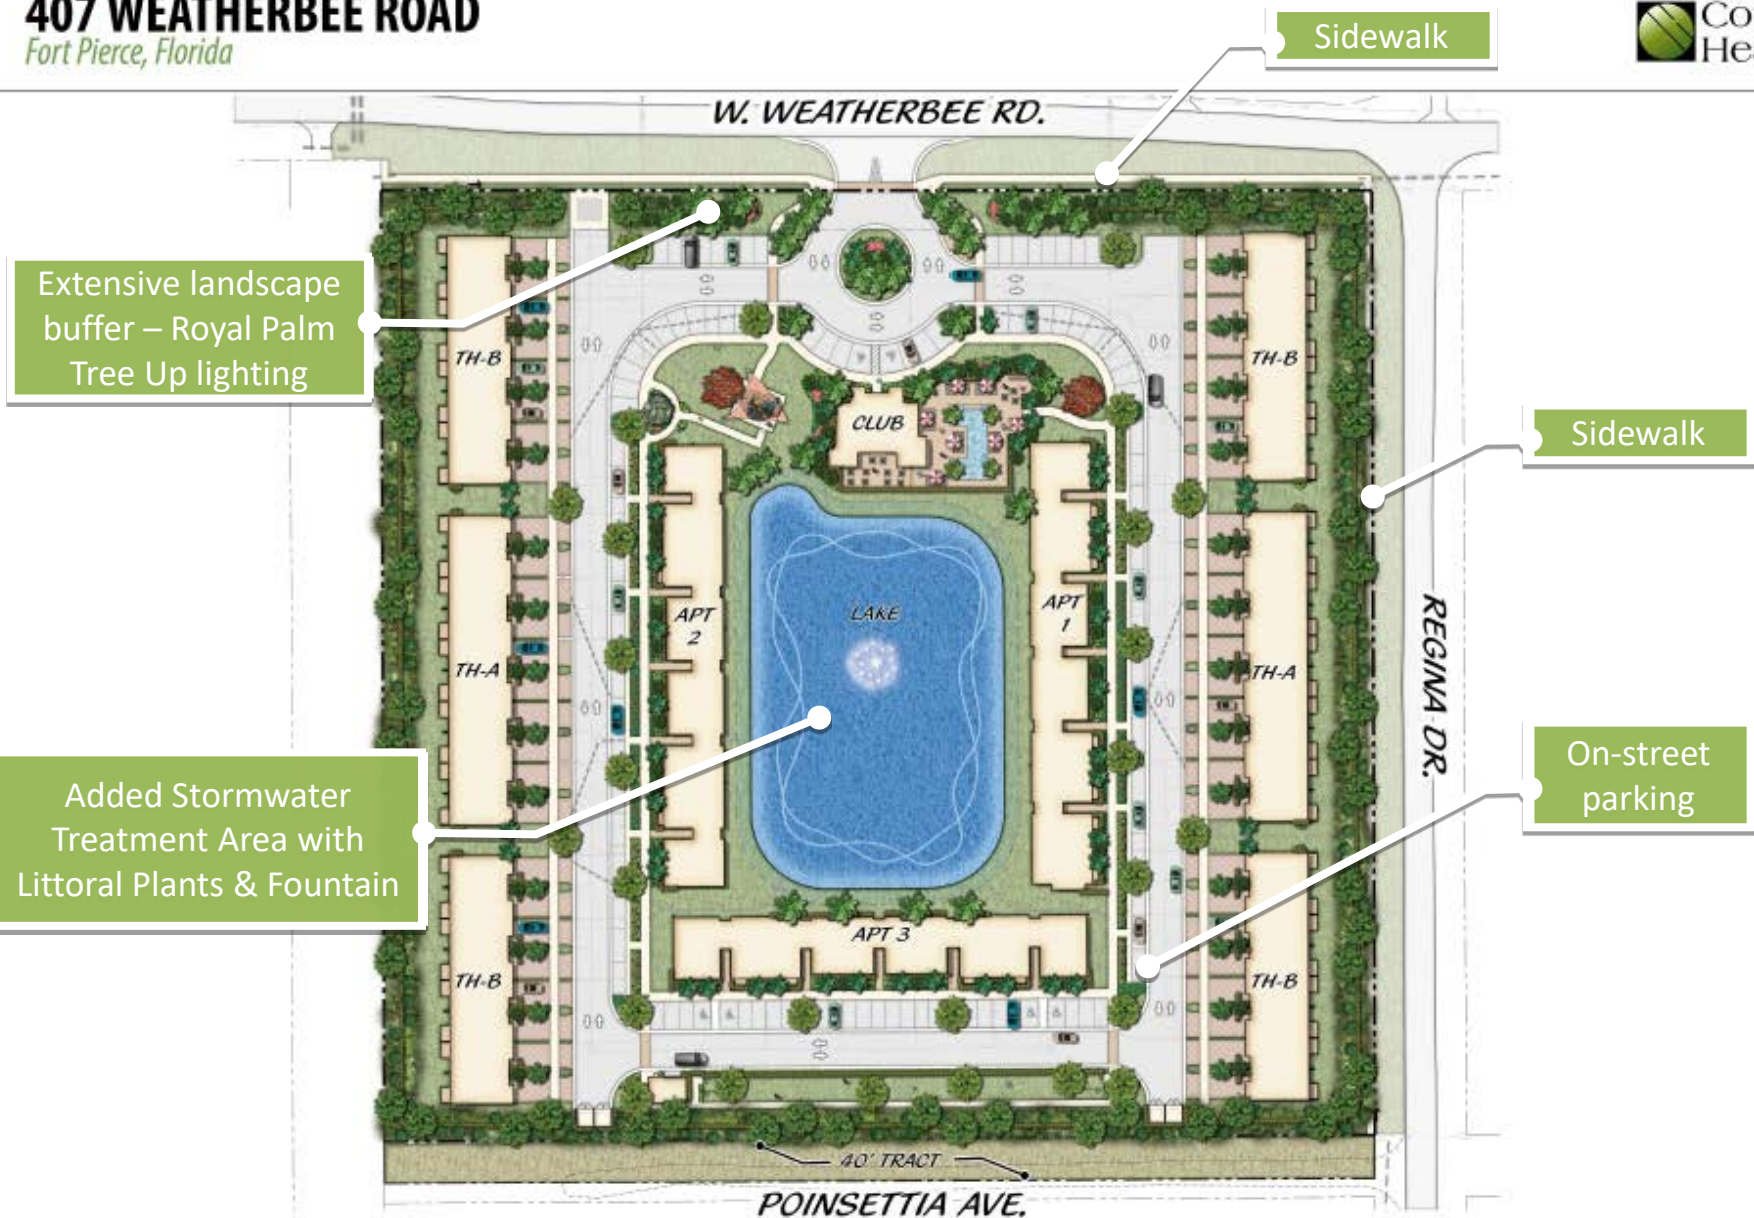 407 WEATHERBEE ROAD
Fort Pierce, Florida
Sidewalk
Co
Hea
W. WEATHERBEE RD.
Extensive landscape
buffer – Royal Palm
Tree Up lighting
TH-B
TH-B
CLUB
Sidewalk
APT
2
LAKE
APT
1
TH-A
TH-A
REGINA DR.
On-street
parking
Added Stormwater
Treatment Area with
Littoral Plants & Fountain
APT 3
TH-B
TH-B
40' TRACT
POINSETTIA AVE.